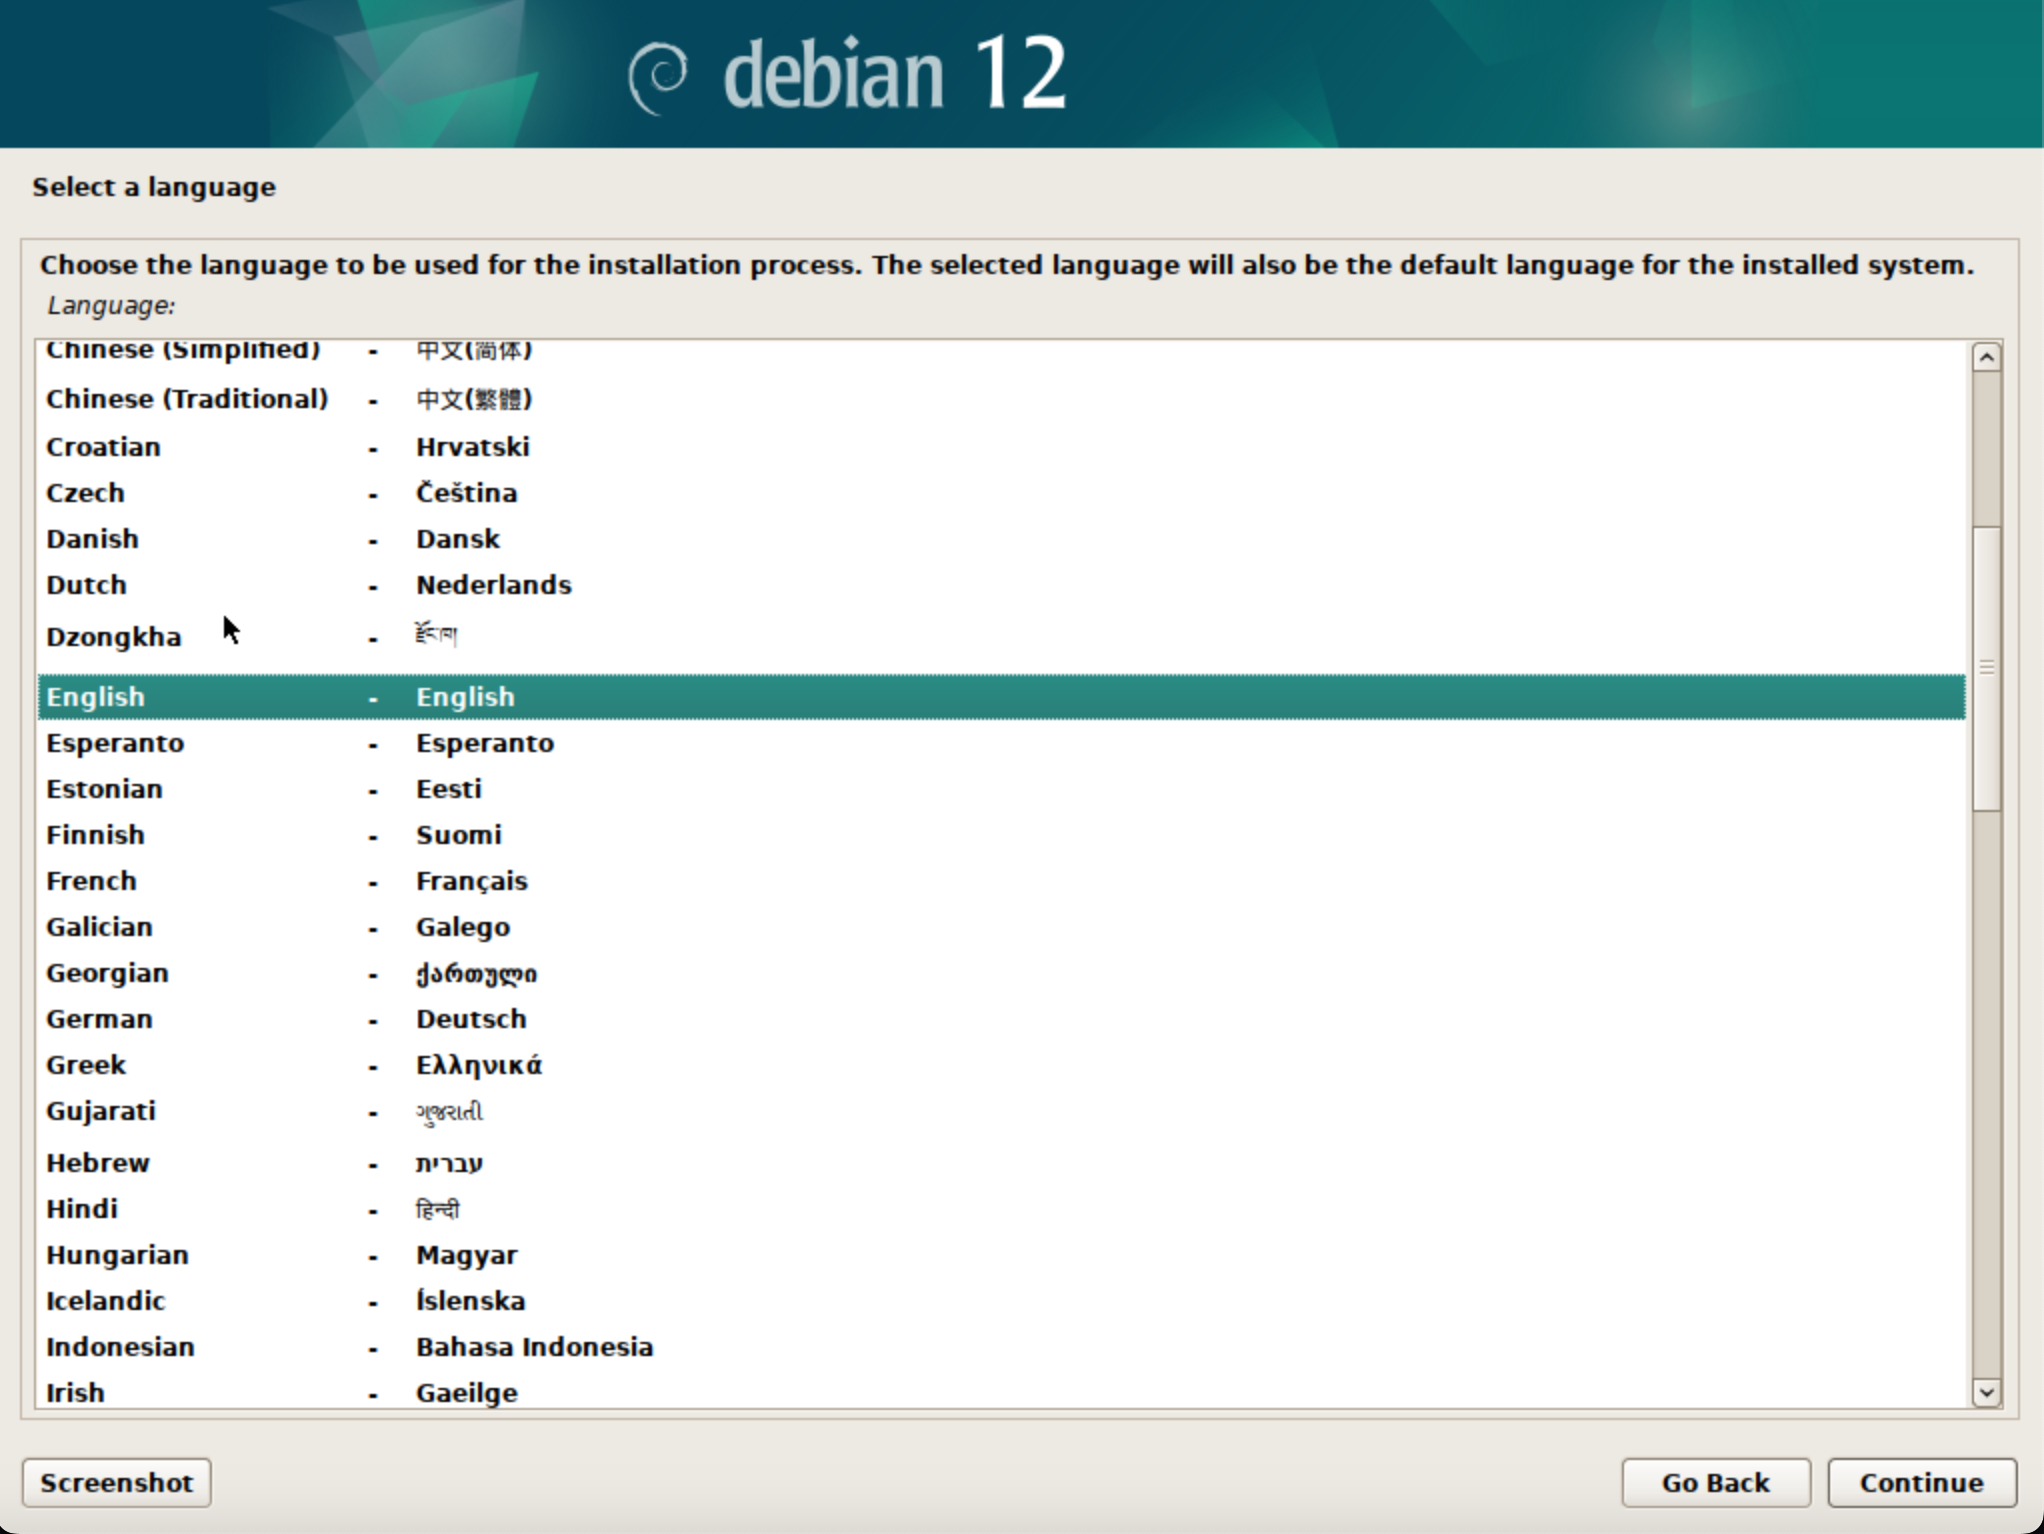 debian 12
Select a language
Choose the language to be used for the installation process. The selected language will also be the default language for the installed system.
Language:
Chinese (Simplified) - 中文(简体)
Chinese (Traditional) - 中文(繁體)
Croatian - Hrvatski
Czech - Čeština
Danish - Dansk
Dutch - Nederlands
Dzongkha - རྫོང་ཁ།
English - English
Esperanto - Esperanto
Estonian - Eesti
Finnish - Suomi
French - Français
Galician - Galego
Georgian - ქართული
German - Deutsch
Greek - Ελληνικά
Gujarati - ગુજરાતી
Hebrew - עברית
Hindi - हिन्दी
Hungarian - Magyar
Icelandic - Íslenska
Indonesian - Bahasa Indonesia
Irish - Gaeilge
Screenshot
Go Back
Continue